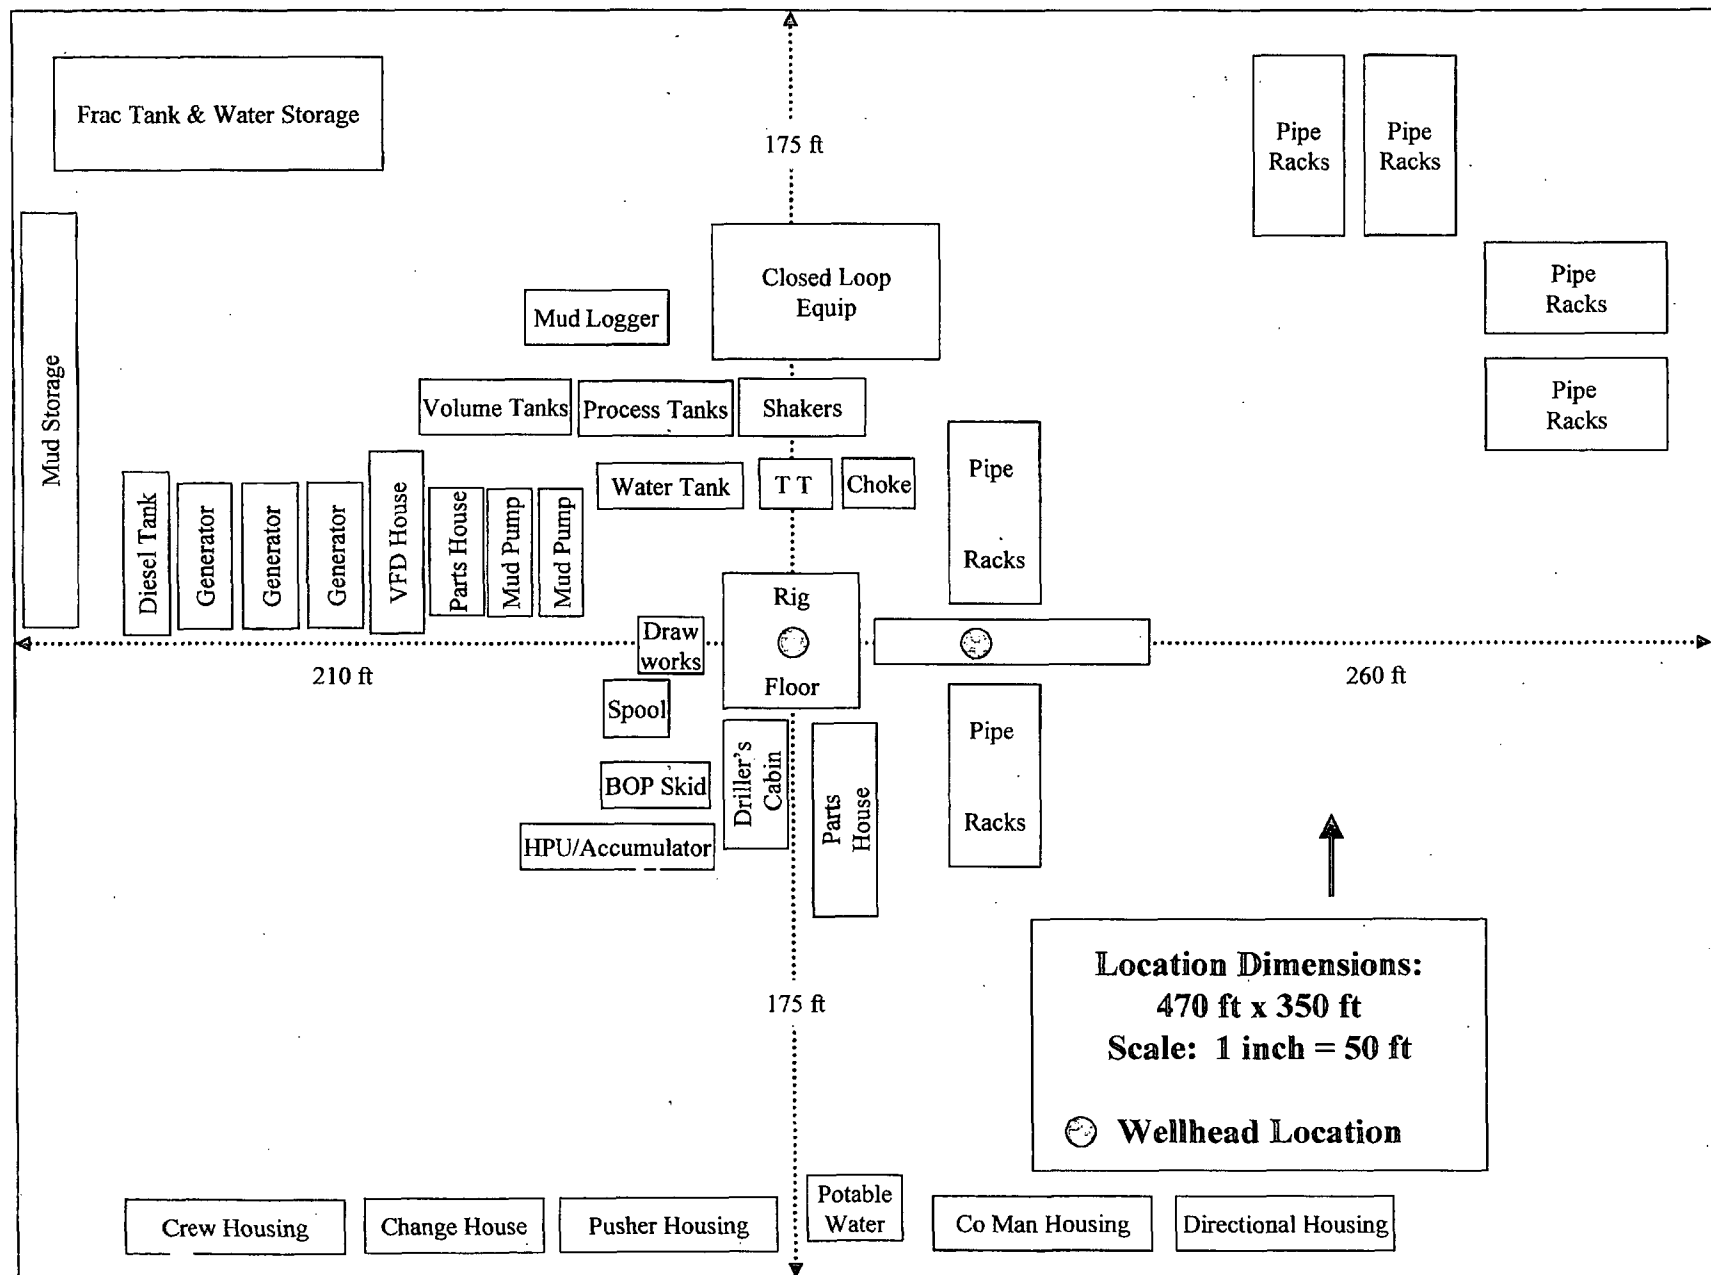 Frac Tank & Water Storage
175 ft
Pipe
Racks
Pipe
Racks
Closed Loop
Equip
Pipe
Racks
Mud Logger
Mud Storage
Pipe
Racks
Volume Tanks
Process Tanks
Shakers
Pipe
Racks
Water Tank
T T
Choke
Diesel Tank
Generator
Generator
Generator
VFD House
Parts House
Mud Pump
Mud Pump
Rig
Floor
Draw
works
210 ft
260 ft
Spool
Pipe
Racks
BOP Skid
Driller's
Cabin
Parts
House
HPU/Accumulator
Location Dimensions:
470 ft x 350 ft
Scale: 1 inch = 50 ft
Wellhead Location
175 ft
Crew Housing
Change House
Pusher Housing
Potable
Water
Co Man Housing
Directional Housing